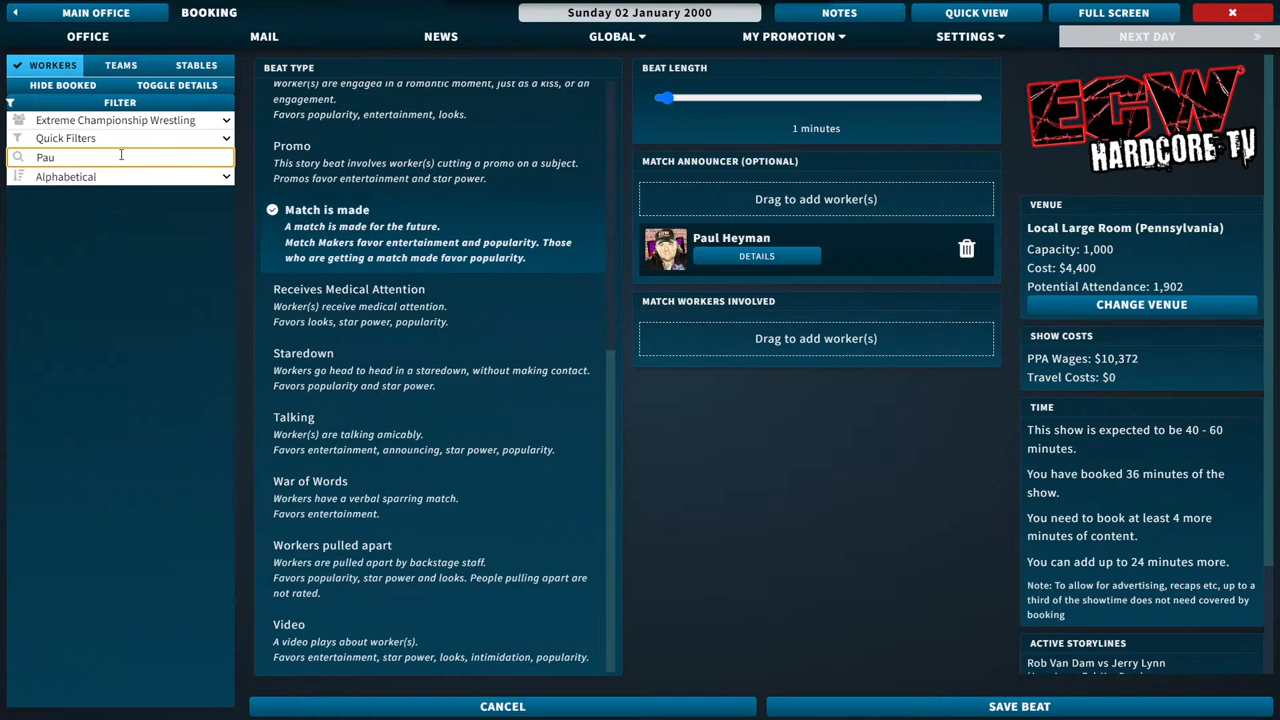 MAIN OFFICE
BOOKING
Sunday 02 January 2000
NOTES
QUICK VIEW
FULL SCREEN
OFFICE
MAIL
NEWS
GLOBAL
MY PROMOTION
SETTINGS
NEXT DAY
WORKERS
TEAMS
STABLES
HIDE BOOKED
TOGGLE DETAILS
FILTER
Extreme Championship Wrestling
Quick Filters
Pau
Alphabetical
BEAT TYPE
Workers are engaged in a romantic moment, just as a kiss, or an
engagement.
Favors popularity, entertainment, looks.
Promo
This story beat involves worker(s) cutting a promo on a subject.
Promos favor entertainment and star power.
Match is made
A match is made for the future.
Match Makers favor entertainment and popularity. Those
who are getting a match made favor popularity.
Receives Medical Attention
Worker(s) receive medical attention.
Favors looks, star power, popularity.
Staredown
Workers go head to head in a staredown, without making contact.
Favors popularity and star power.
Talking
Worker(s) are talking amicably.
Favors entertainment, announcing, star power, popularity.
War of Words
Workers have a verbal sparring match.
Favors entertainment.
Workers pulled apart
Workers are pulled apart by backstage staff.
Favors popularity, star power and looks. People pulling apart are
not rated.
Video
A video plays about worker(s).
Favors entertainment, star power, looks, intimidation, popularity.
BEAT LENGTH
1 minutes
MATCH ANNOUNCER (OPTIONAL)
Drag to add worker(s)
Paul Heyman
DETAILS
MATCH WORKERS INVOLVED
Drag to add worker(s)
ECW
HARDCORE TV
VENUE
Local Large Room (Pennsylvania)
Capacity: 1,000
Cost: $4,400
Potential Attendance: 1,902
CHANGE VENUE
SHOW COSTS
PPA Wages: $10,372
Travel Costs: $0
TIME
This show is expected to be 40 - 60
minutes.
You have booked 36 minutes of the
show.
You need to book at least 4 more
minutes of content.
You can add up to 24 minutes more.
Note: To allow for advertising, recaps etc, up to a
third of the showtime does not need covered by
booking
ACTIVE STORYLINES
Rob Van Dam vs Jerry Lynn
CANCEL
SAVE BEAT